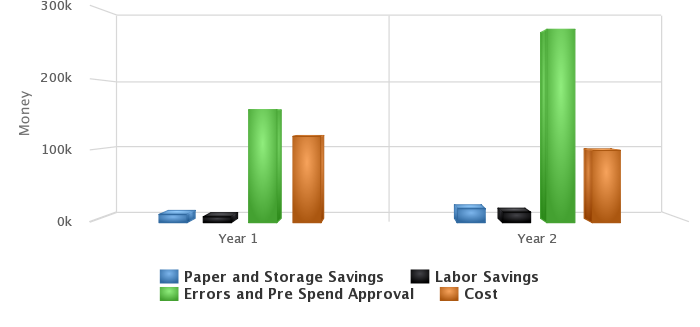 300k
200k
100k
0k
Money
Year 1
Year 2
Paper and Storage Savings
Labor Savings
Errors and Pre Spend Approval
Cost